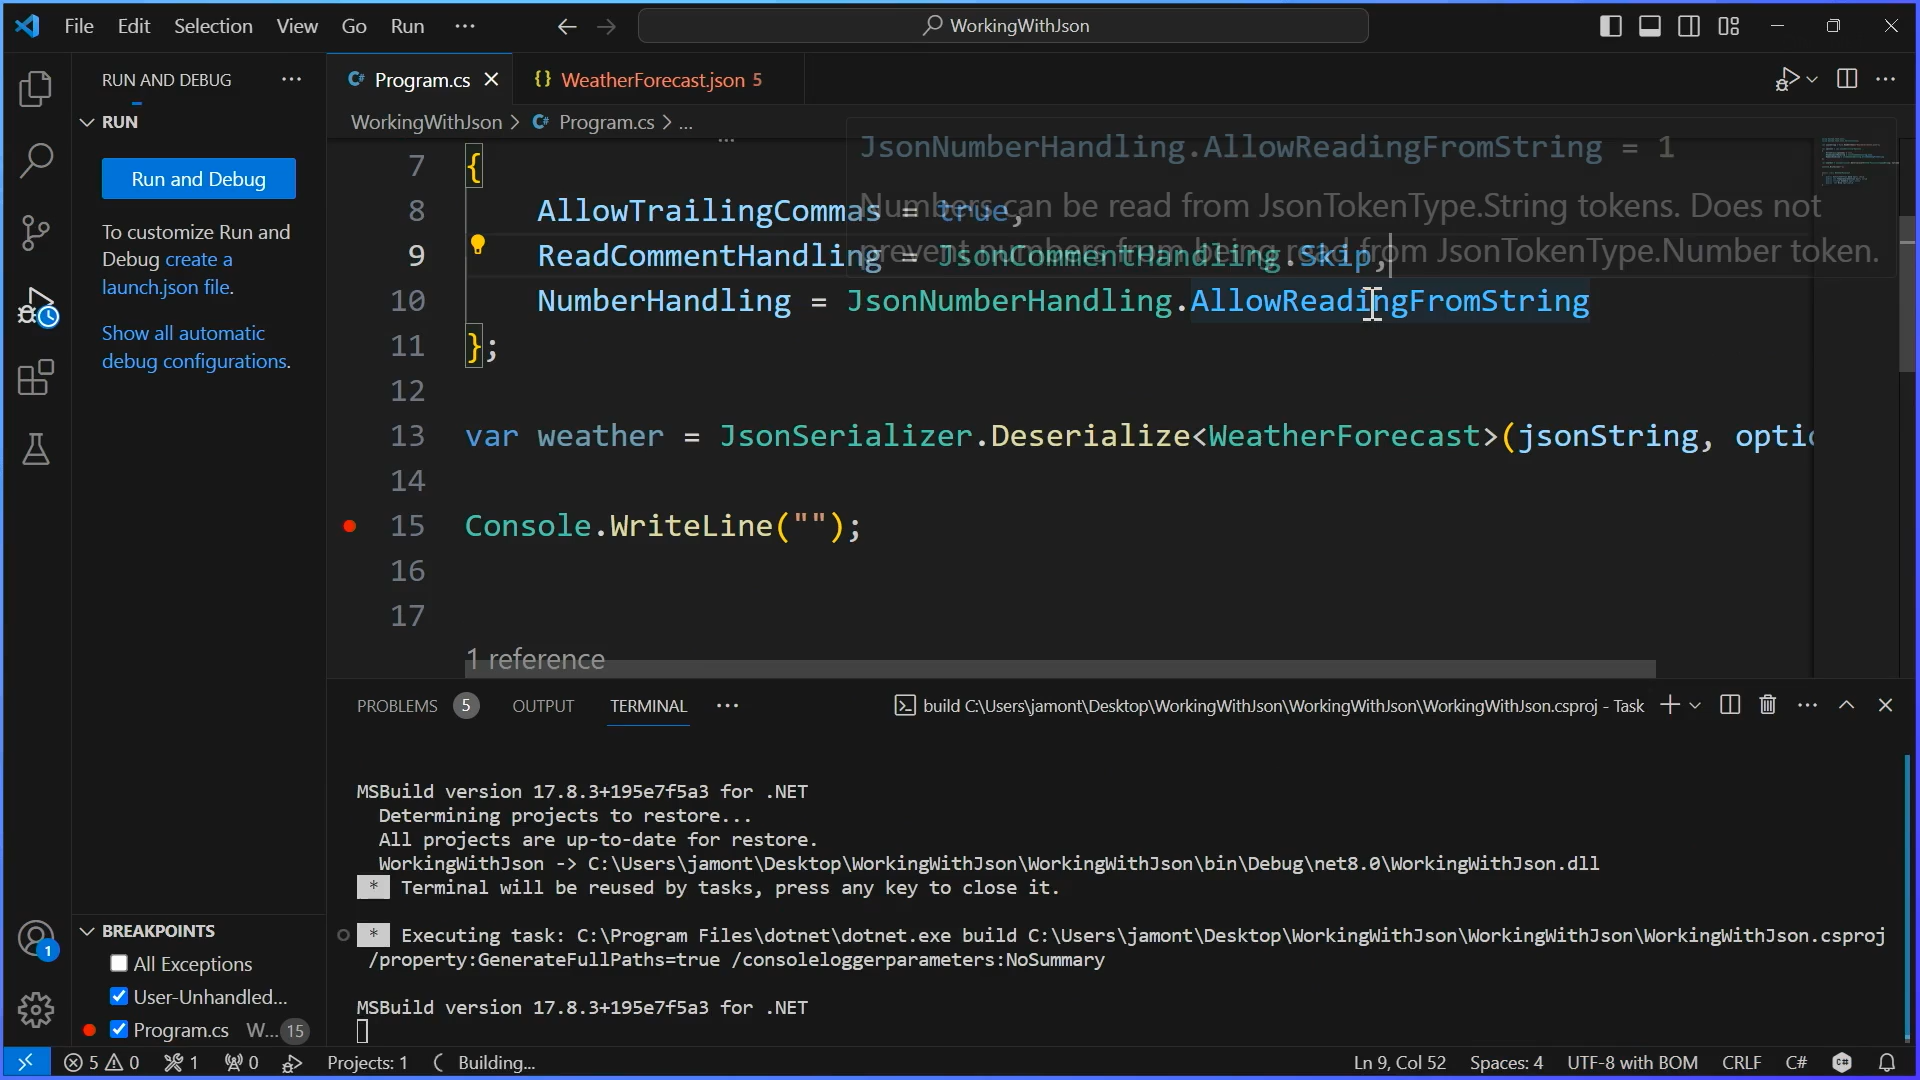 File Edit Selection View Go Run ···
WorkingWithJson
RUN AND DEBUG ···
Program.cs
WeatherForecast.json 5
RUN
Run and Debug
To customize Run and
Debug create a
launch.json file.
Show all automatic
debug configurations.
WorkingWithJson > Program.cs > ...
JsonNumberHandling.AllowReadingFromString = 1
Numbers can be read from JsonTokenType.String tokens. Does not
prevent numbers from being read from JsonTokenType.Number token.
7 {
8 AllowTrailingCommas = true,
9 ReadCommentHandling = JsonCommentHandling.Skip,
10 NumberHandling = JsonNumberHandling.AllowReadingFromString
11 };
12
13 var weather = JsonSerializer.Deserialize<WeatherForecast>(jsonString, optio
14
15 Console.WriteLine("");
16
17
1 reference
PROBLEMS 5 OUTPUT TERMINAL ···
build C:\Users\jamont\Desktop\WorkingWithJson\WorkingWithJson\WorkingWithJson.csproj - Task
MSBuild version 17.8.3+195e7f5a3 for .NET
Determining projects to restore...
All projects are up-to-date for restore.
WorkingWithJson -> C:\Users\jamont\Desktop\WorkingWithJson\WorkingWithJson\bin\Debug\net8.0\WorkingWithJson.dll
* Terminal will be reused by tasks, press any key to close it.
* Executing task: C:\Program Files\dotnet\dotnet.exe build C:\Users\jamont\Desktop\WorkingWithJson\WorkingWithJson\WorkingWithJson.csproj
/property:GenerateFullPaths=true /consoleloggerparameters:NoSummary
MSBuild version 17.8.3+195e7f5a3 for .NET
BREAKPOINTS
All Exceptions
User-Unhandled...
Program.cs W... 15
1
5 0 1 0 Projects: 1 Building...
Ln 9, Col 52 Spaces: 4 UTF-8 with BOM CRLF C#